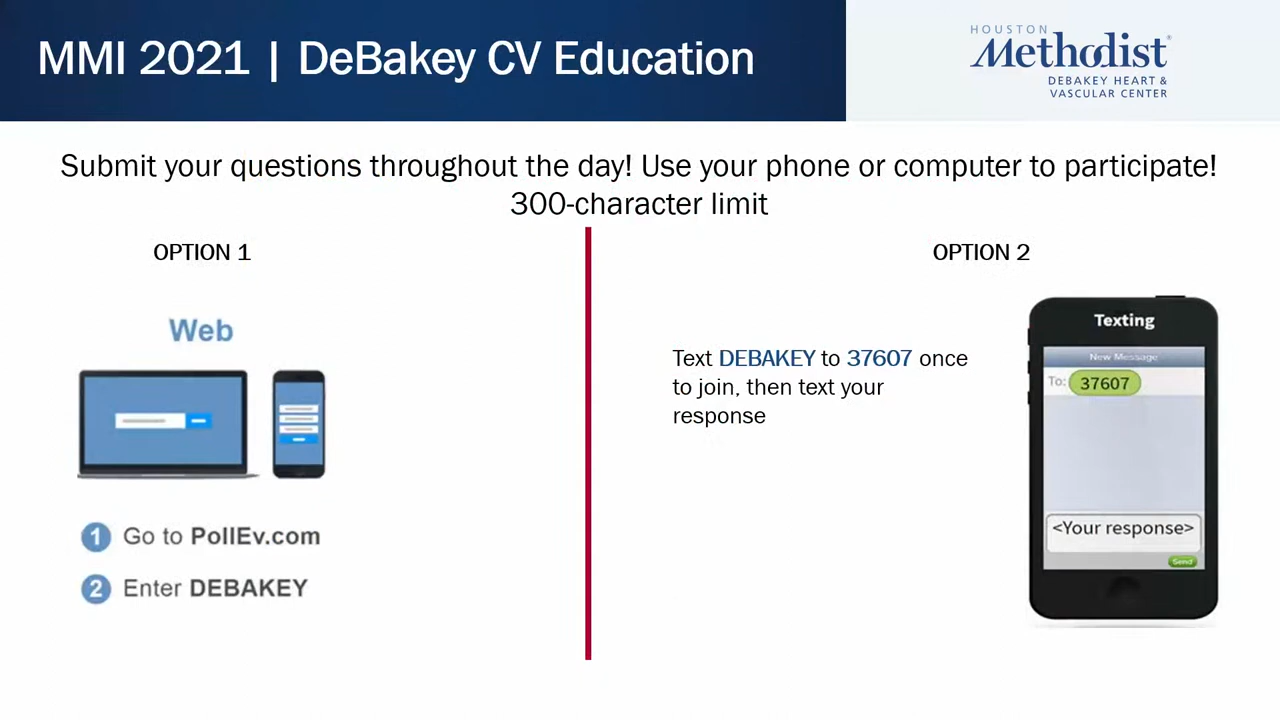 MMI 2021 | DeBakey CV Education
HOUSTON
Methodist®
DEBAKEY HEART &
VASCULAR CENTER
Submit your questions throughout the day! Use your phone or computer to participate!
300-character limit
OPTION 1
Web
1 Go to PollEv.com
2 Enter DEBAKEY
OPTION 2
Text DEBAKEY to 37607 once
to join, then text your
response
Texting
New Message
To: 37607
<Your response>
Send